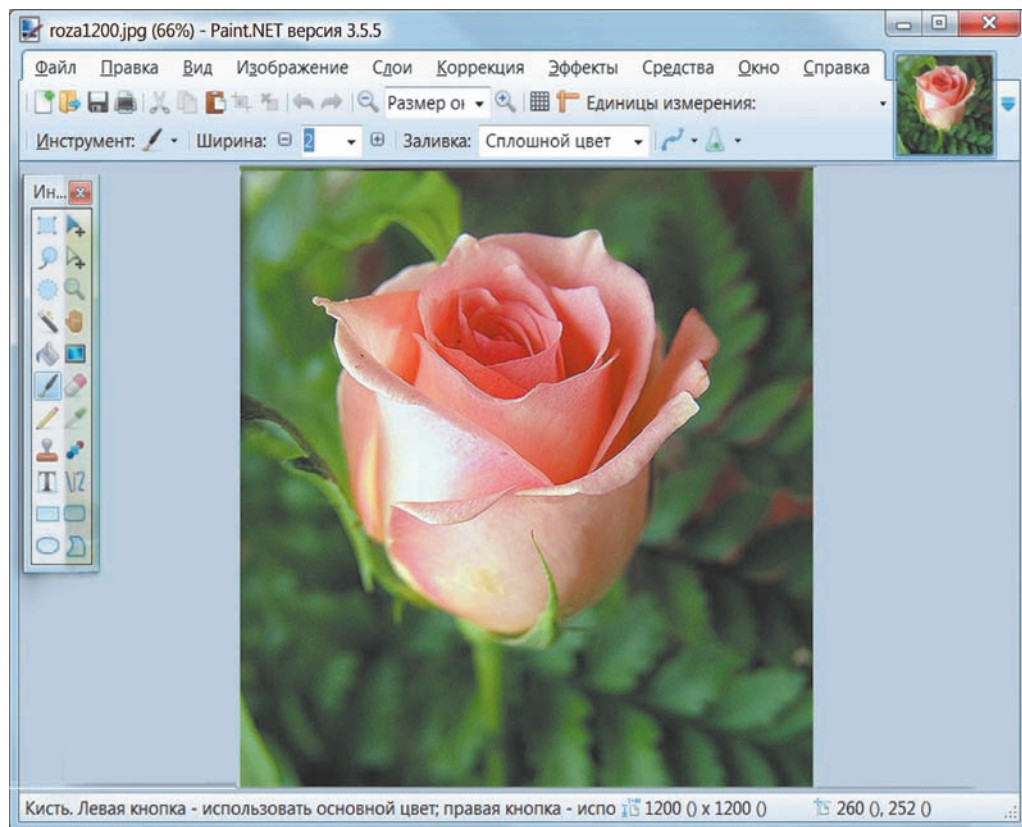 roza1200.jpg (66%) - Paint.NET версия 3.5.5
Файл Правка Вид Изображение Слои Коррекция Эффекты Средства Окно Справка
Размер ог Единицы измерения:
Инструмент: Ширина: 2 Заливка: Сплошной цвет
Ин...
Кисть. Левая кнопка - использовать основной цвет; правая кнопка - испо 1200 () x 1200 () 260 (), 252 ()